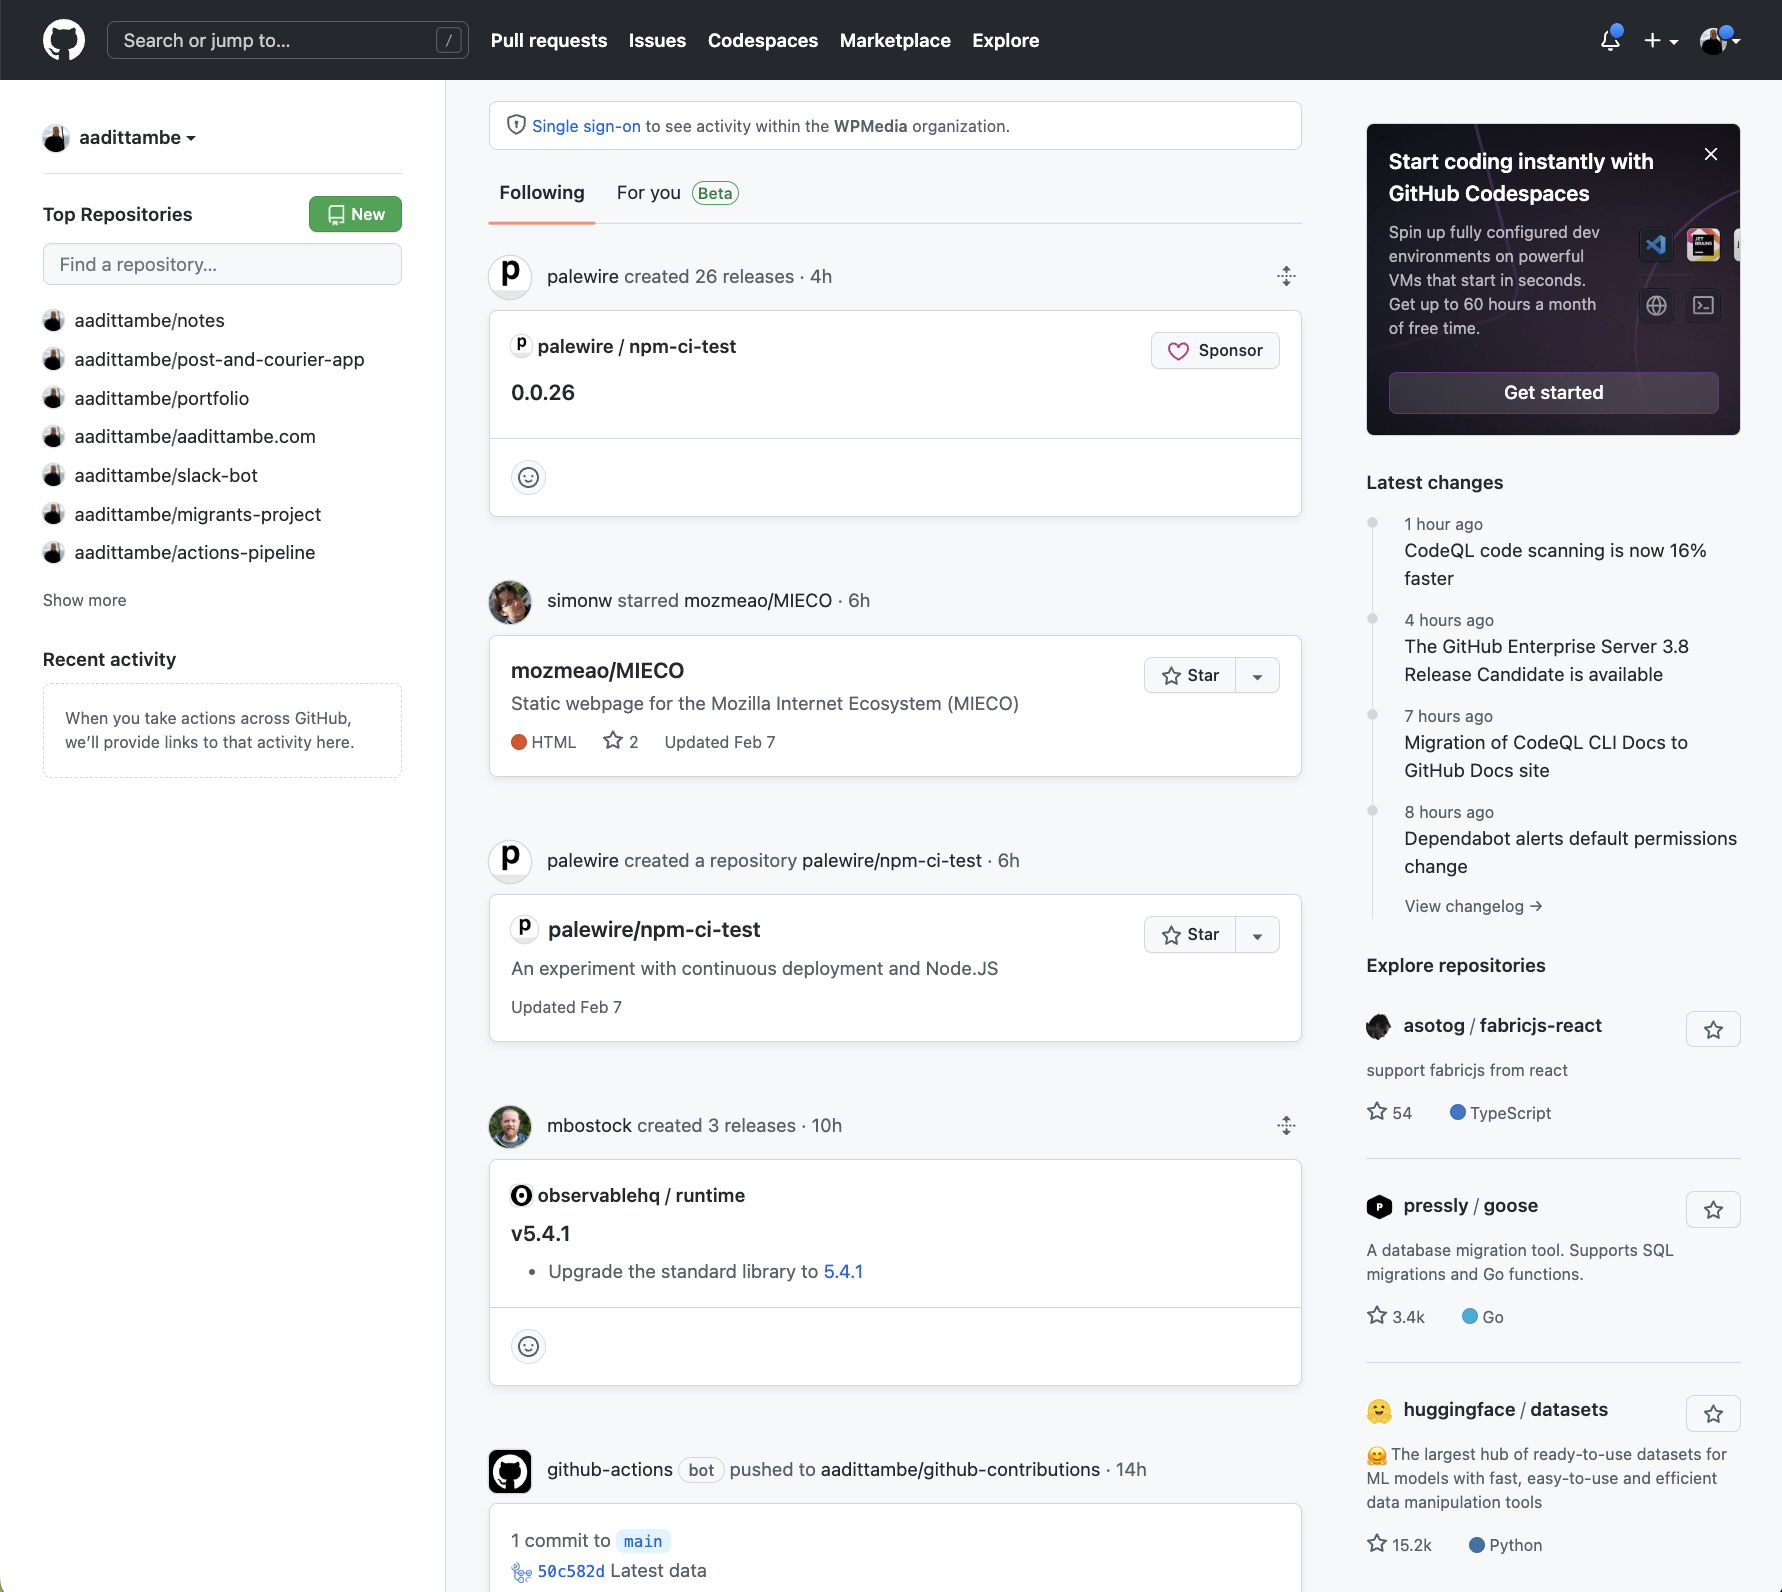 Search or jump to...
/
Pull requests
Issues
Codespaces
Marketplace
Explore
aadittambe
Top Repositories
New
Find a repository...
aadittambe/notes
aadittambe/post-and-courier-app
aadittambe/portfolio
aadittambe/aadittambe.com
aadittambe/slack-bot
aadittambe/migrants-project
aadittambe/actions-pipeline
Show more
Recent activity
When you take actions across GitHub,
we’ll provide links to that activity here.
Single sign-on to see activity within the WPMedia organization.
Following
For you Beta
p
palewire created 26 releases · 4h
p
palewire / npm-ci-test
Sponsor
0.0.26
simonw starred mozmeao/MIECO · 6h
mozmeao/MIECO
Star
Static webpage for the Mozilla Internet Ecosystem (MIECO)
HTML
2
Updated Feb 7
p
palewire created a repository palewire/npm-ci-test · 6h
p
palewire/npm-ci-test
Star
An experiment with continuous deployment and Node.JS
Updated Feb 7
mbostock created 3 releases · 10h
observablehq / runtime
v5.4.1
• Upgrade the standard library to 5.4.1
github-actions bot pushed to aadittambe/github-contributions · 14h
1 commit to main
50c582d Latest data
Start coding instantly with
GitHub Codespaces
Spin up fully configured dev
environments on powerful
VMs that start in seconds.
Get up to 60 hours a month
of free time.
JET
BRAINS
Get started
Latest changes
1 hour ago
CodeQL code scanning is now 16%
faster
4 hours ago
The GitHub Enterprise Server 3.8
Release Candidate is available
7 hours ago
Migration of CodeQL CLI Docs to
GitHub Docs site
8 hours ago
Dependabot alerts default permissions
change
View changelog →
Explore repositories
asotog / fabricjs-react
support fabricjs from react
54
TypeScript
P
pressly / goose
A database migration tool. Supports SQL
migrations and Go functions.
3.4k
Go
huggingface / datasets
🤗 The largest hub of ready-to-use datasets for
ML models with fast, easy-to-use and efficient
data manipulation tools
15.2k
Python